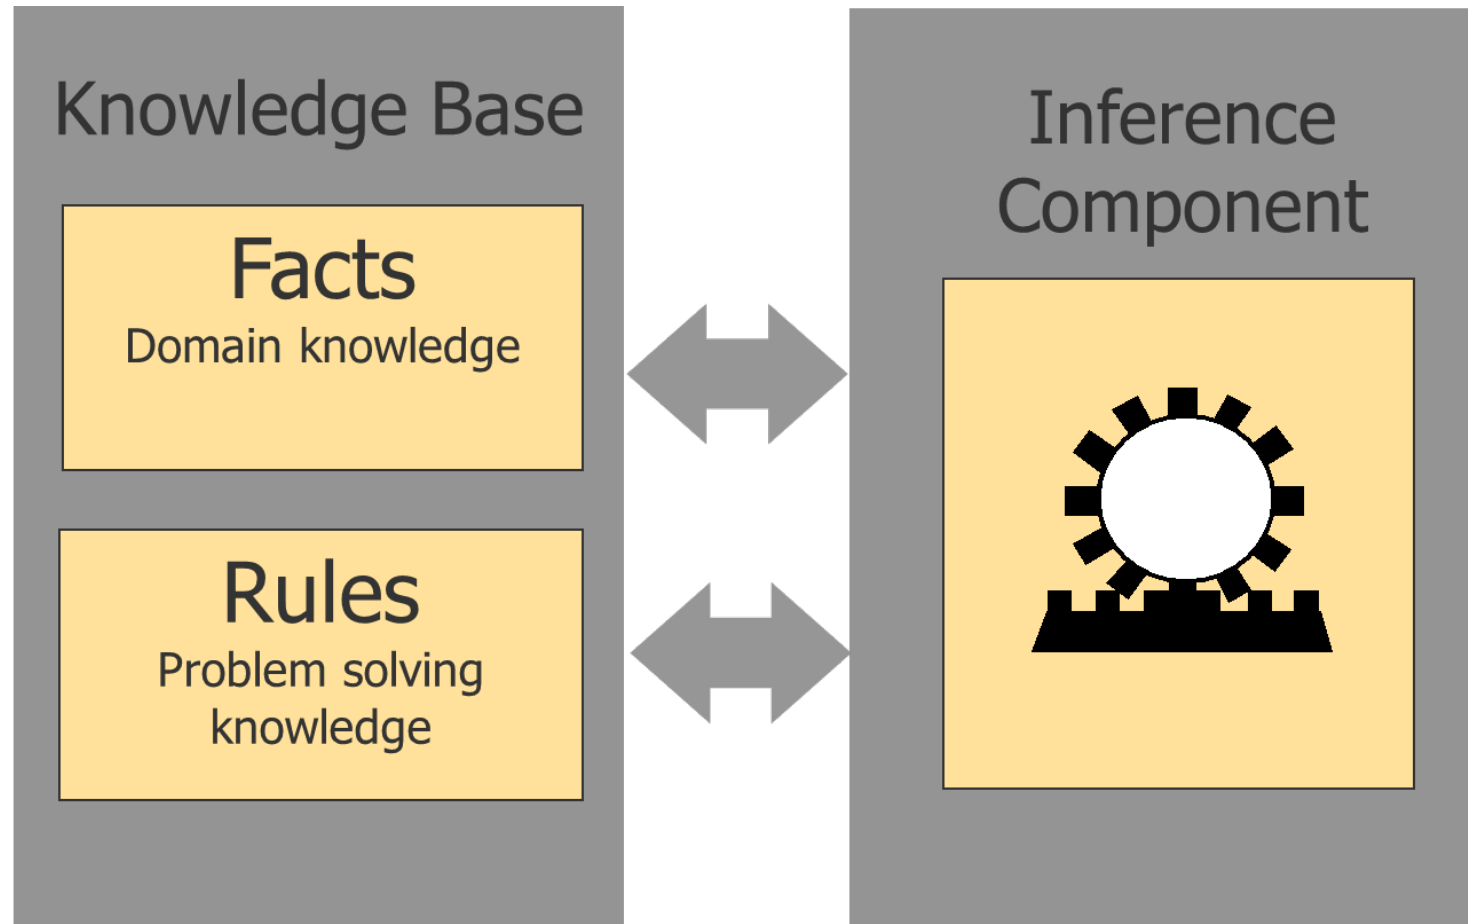 Knowledge Base
Facts
Domain knowledge
Rules
Problem solving
knowledge
Inference
Component